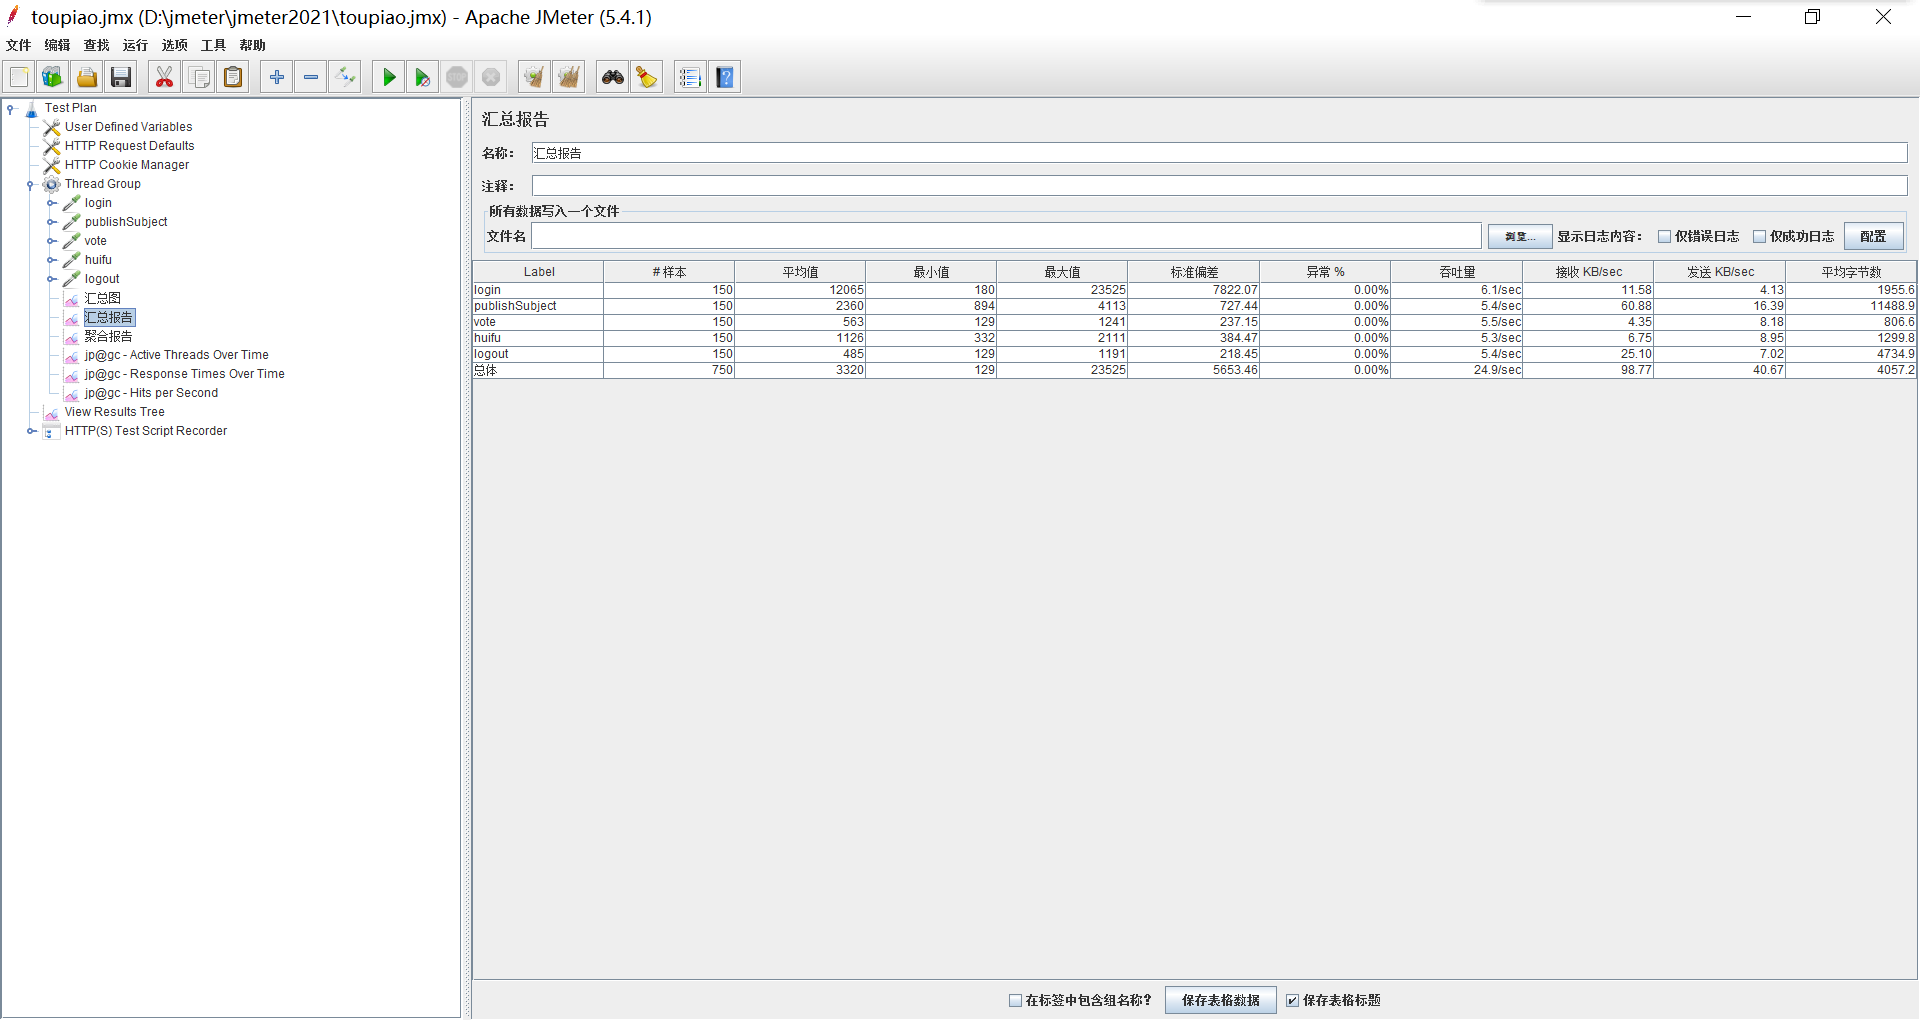 toupiao.jmx (D:\jmeter\jmeter2021\toupiao.jmx) - Apache JMeter (5.4.1)
文件 编辑 查找 运行 选项 工具 帮助
Test Plan
User Defined Variables
HTTP Request Defaults
HTTP Cookie Manager
Thread Group
login
publishSubject
vote
huifu
logout
汇总图
汇总报告
聚合报告
jp@gc - Active Threads Over Time
jp@gc - Response Times Over Time
jp@gc - Hits per Second
View Results Tree
HTTP(S) Test Script Recorder
汇总报告
名称： 汇总报告
注释：
所有数据写入一个文件
文件名 浏览... 显示日志内容： 仅错误日志 仅成功日志 配置
Label # 样本 平均值 最小值 最大值 标准偏差 异常 % 吞吐量 接收 KB/sec 发送 KB/sec 平均字节数
login 150 12065 180 23525 7822.07 0.00% 6.1/sec 11.58 4.13 1955.6
publishSubject 150 2360 894 4113 727.44 0.00% 5.4/sec 60.88 16.39 11488.9
vote 150 563 129 1241 237.15 0.00% 5.5/sec 4.35 8.18 806.6
huifu 150 1126 332 2111 384.47 0.00% 5.3/sec 6.75 8.95 1299.8
logout 150 485 129 1191 218.45 0.00% 5.4/sec 25.10 7.02 4734.9
总体 750 3320 129 23525 5653.46 0.00% 24.9/sec 98.77 40.67 4057.2
在标签中包含组名称? 保存表格数据 保存表格标题